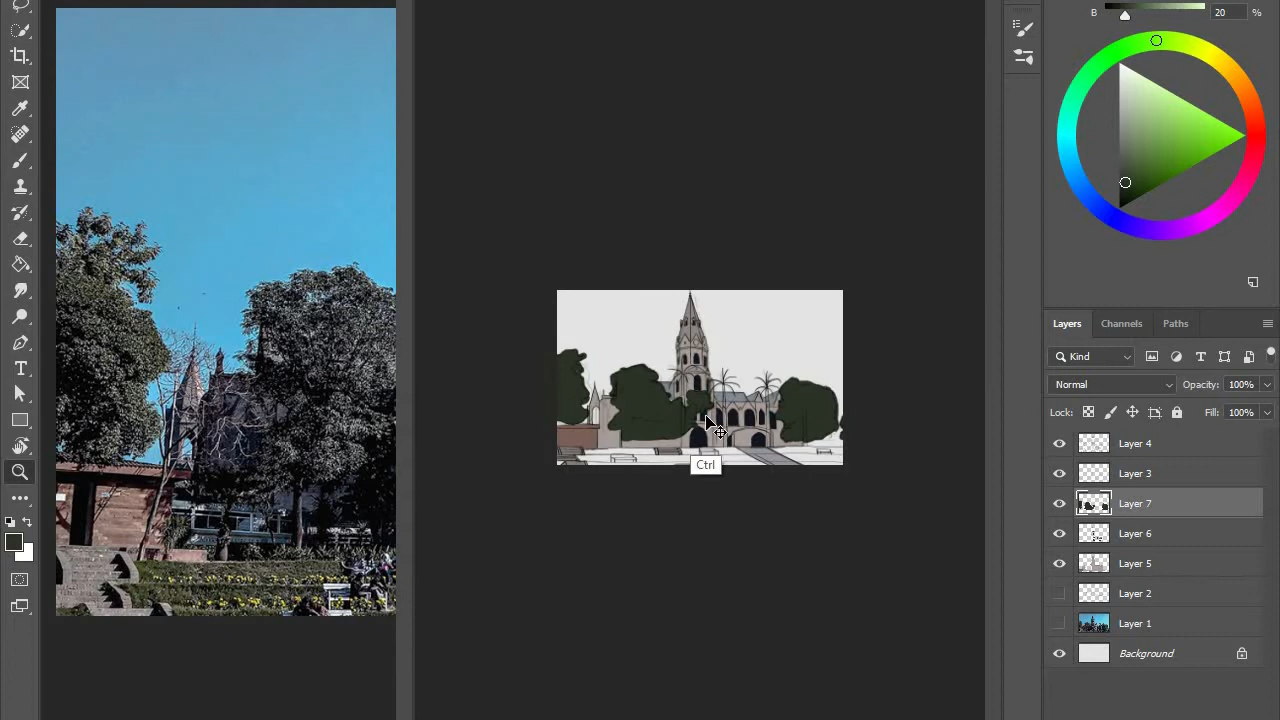 B 20 %
Layers Channels Paths
Kind
Normal Opacity: 100%
Lock: Fill: 100%
Layer 4
Layer 3
Layer 7
Layer 6
Layer 5
Layer 2
Layer 1
Background
Ctrl
T